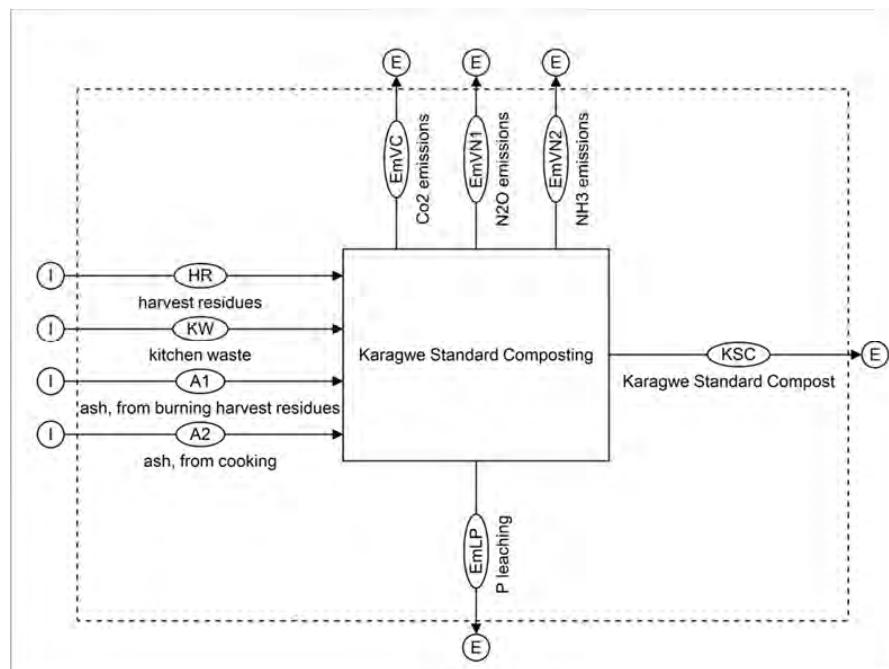 E
E
E
EmVC
Co2 emissions
EmVN1
N2O emissions
EmVN2
NH3 emissions
I
HR
harvest residues
I
KW
kitchen waste
I
A1
ash, from burning harvest residues
I
A2
ash, from cooking
Karagwe Standard Composting
KSC
Karagwe Standard Compost
E
EmLP
P leaching
E